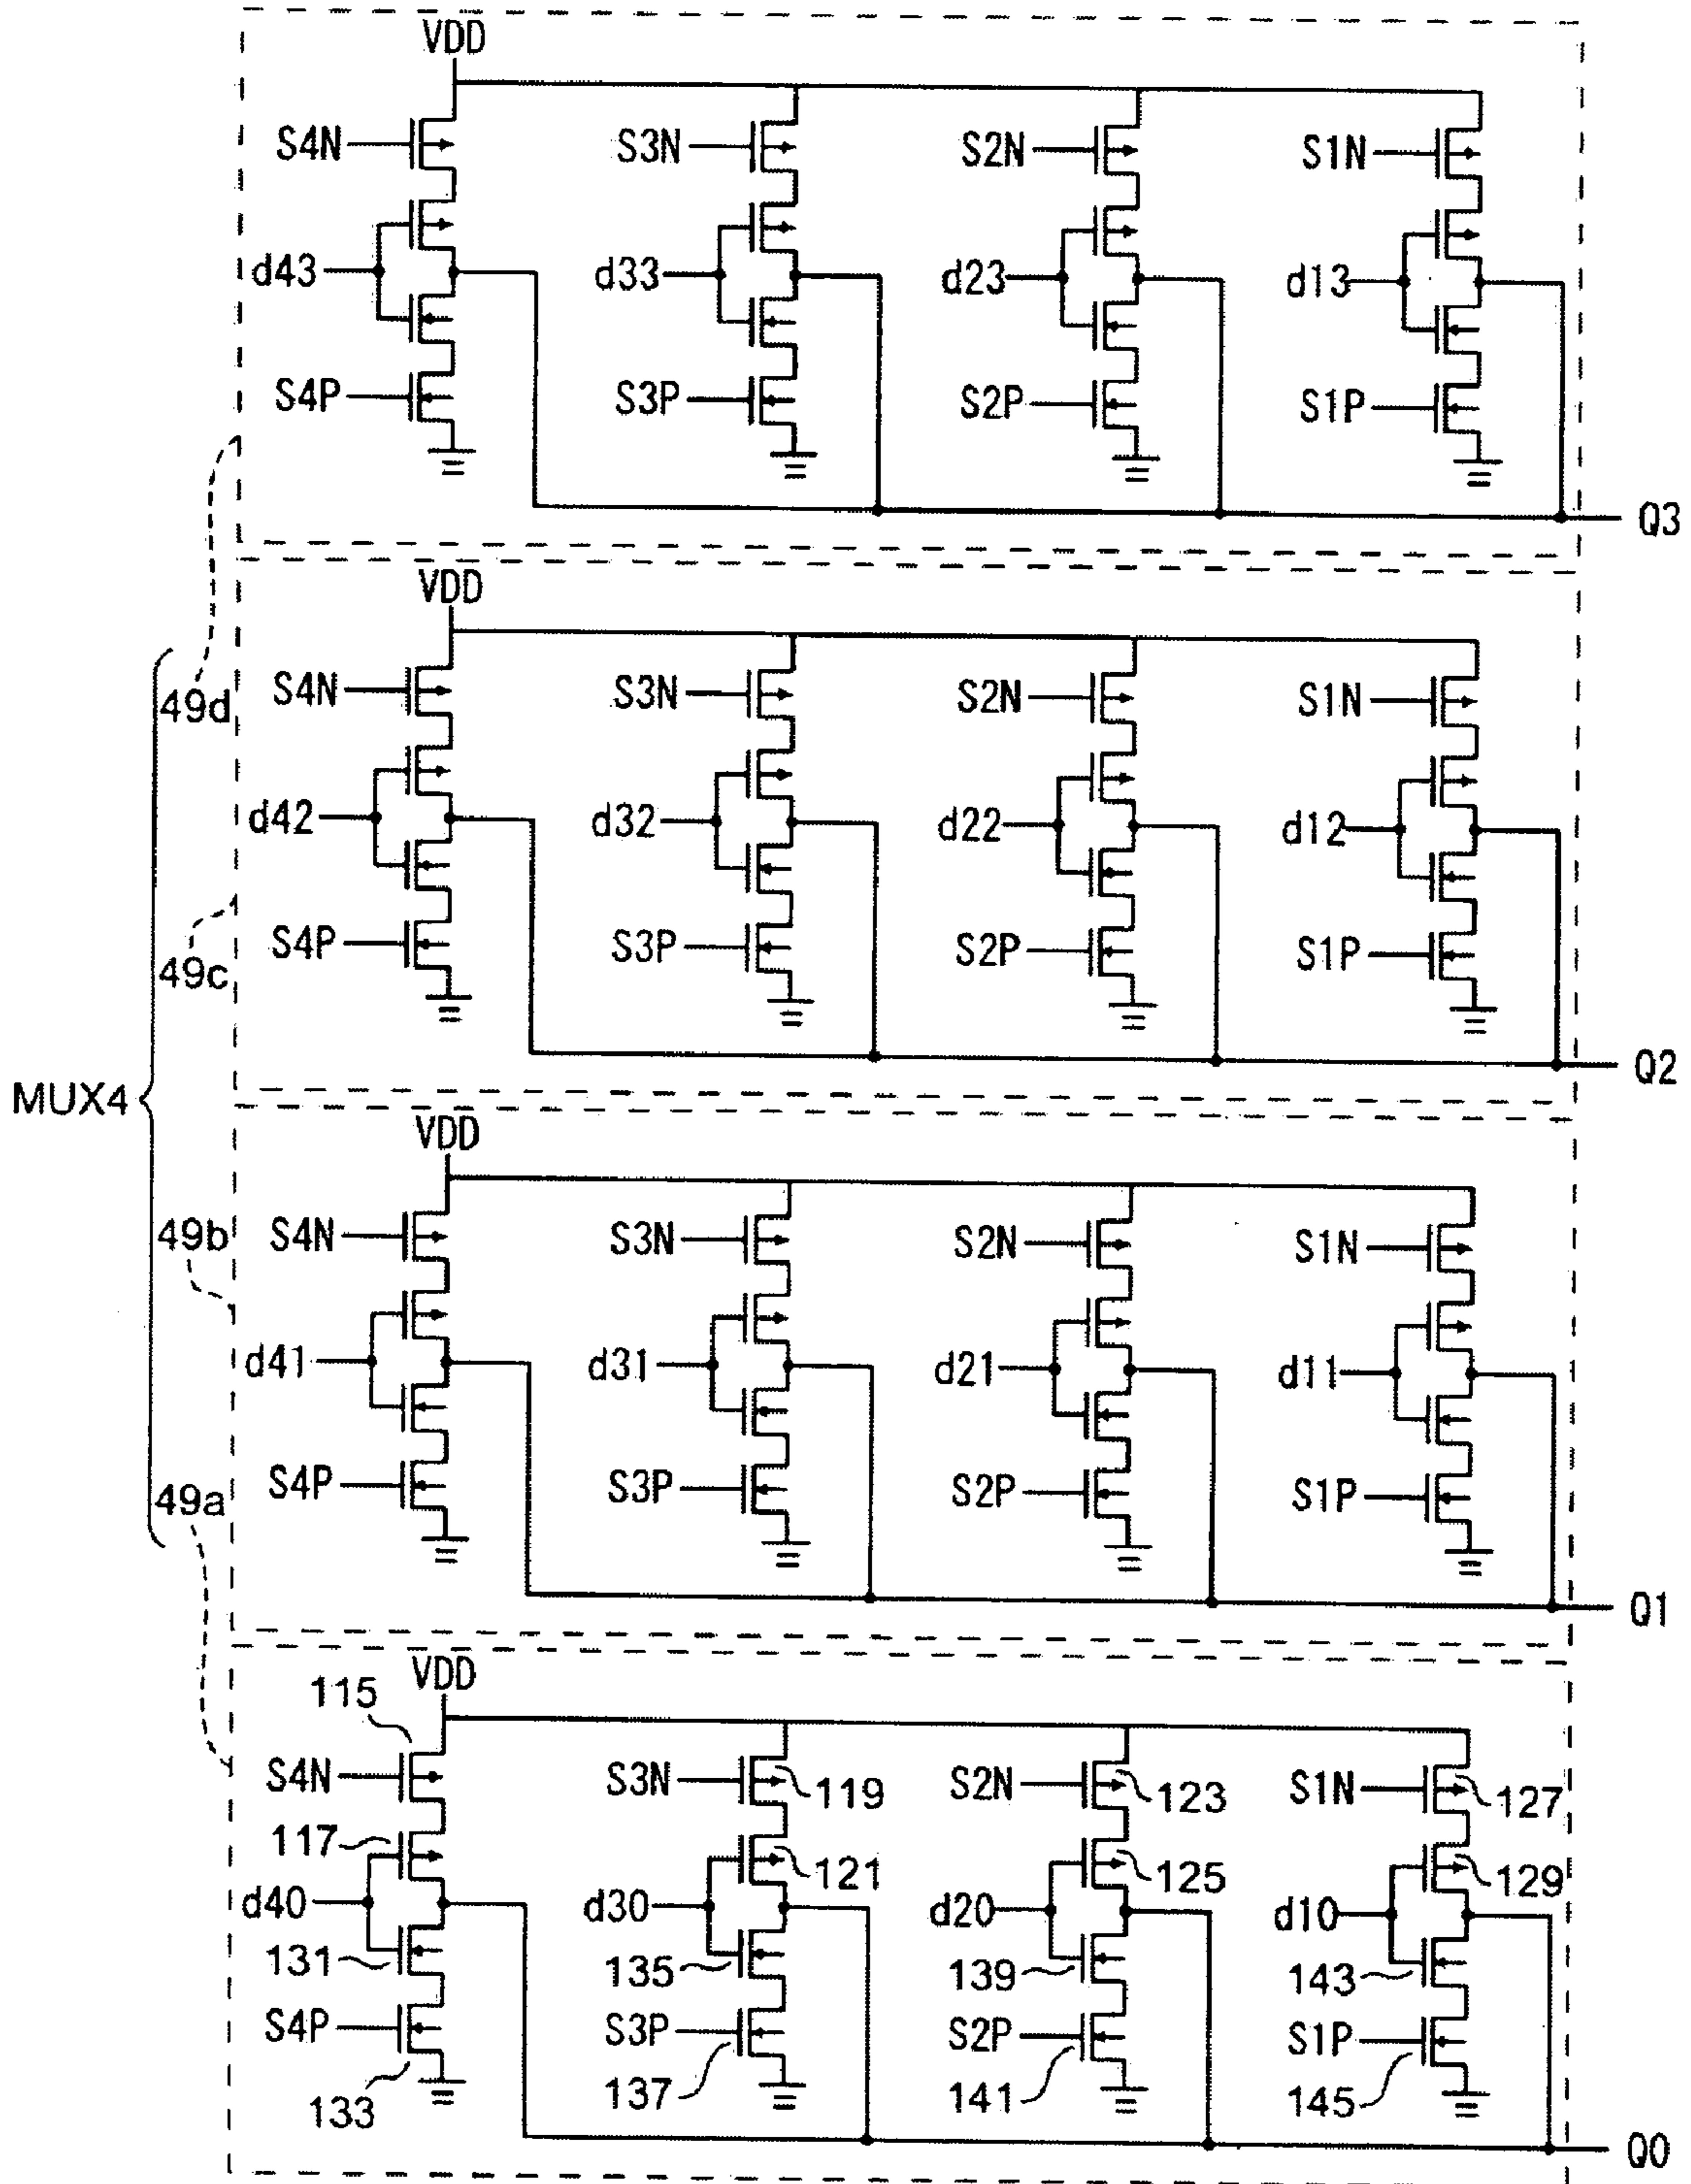 VDD
S4N S3N S2N S1N
d43 d33 d23 d13
S4P S3P S2P S1P
Q3
VDD
49d S4N S3N S2N S1N
d42 d32 d22 d12
49c S4P S3P S2P S1P
Q2
MUX4
VDD
49b S4N S3N S2N S1N
d41 d31 d21 d11
49a S4P S3P S2P S1P
Q1
VDD
115
S4N S3N 119 S2N 123 S1N 127
117 121 125 129
d40 d30 d20 d10
131 135 139 143
S4P S3P S2P S1P
133 137 141 145
Q0